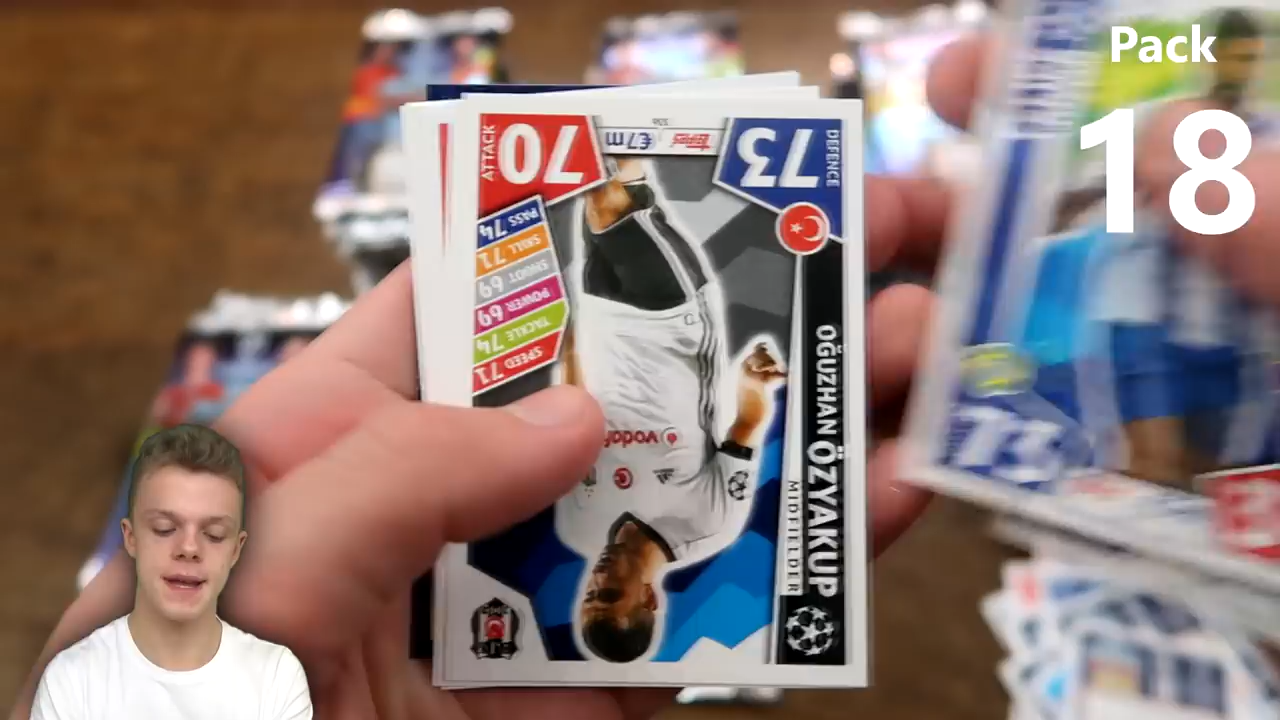 Pack
18
70
ATTACK
€7m
Topps
73
DEFENCE
PASS 74
SKILL 71
SHOOT 69
POWER 69
TACKLE 74
SPEED 71
OĞUZHAN ÖZYAKUP
MIDFIELDER
73